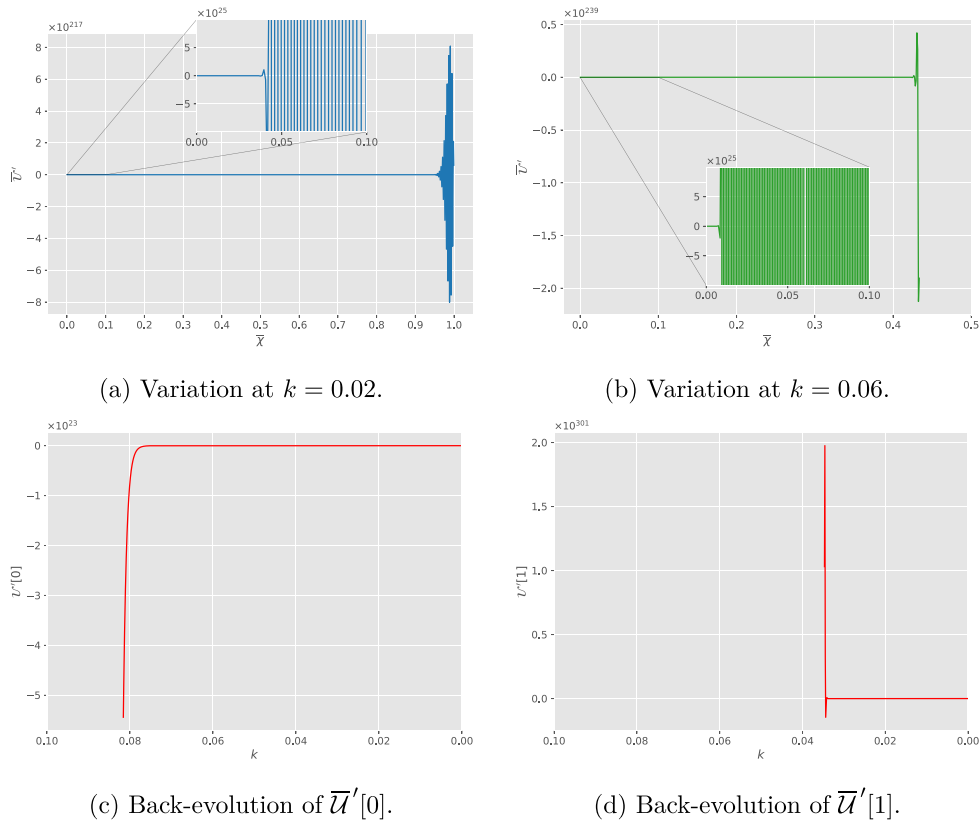 ×10^217
8
6
4
2
0
−2
−4
−6
−8
0.0 0.1 0.2 0.3 0.4 0.5 0.6 0.7 0.8 0.9 1.0
χ̅
𝒰̅′
×10^25
5
0
−5
0.00 0.05 0.10
(a) Variation at k = 0.02.
×10^239
0.5
0.0
−0.5
−1.0
−1.5
−2.0
0.0 0.1 0.2 0.3 0.4 0.5
χ̅
𝒰̅′
×10^25
5
0
−5
0.00 0.05 0.10
(b) Variation at k = 0.06.
×10^23
0
−1
−2
−3
−4
−5
0.10 0.08 0.06 0.04 0.02 0.00
k
𝒰′[0]
(c) Back-evolution of 𝒰̅′[0].
×10^301
2.0
1.5
1.0
0.5
0.0
0.10 0.08 0.06 0.04 0.02 0.00
k
𝒰′[1]
(d) Back-evolution of 𝒰̅′[1].